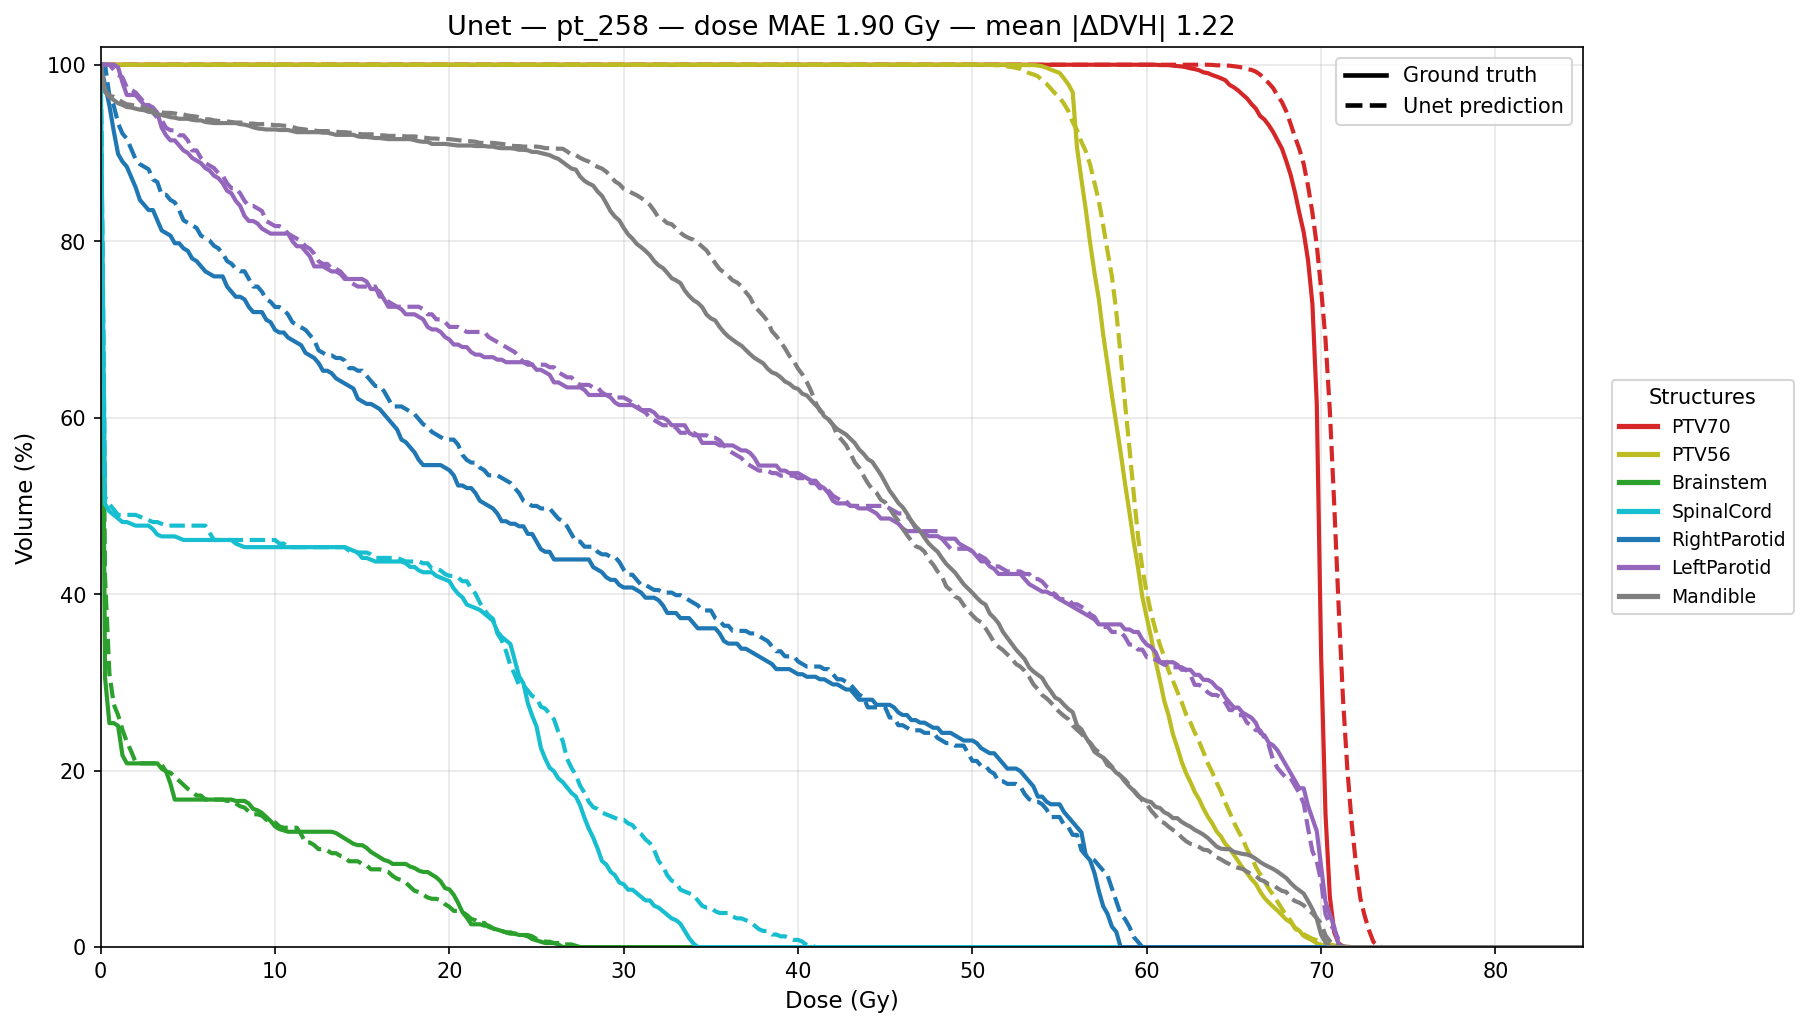 Unet — pt_258 — dose MAE 1.90 Gy — mean |ΔDVH| 1.22
Ground truth
Unet prediction
Volume (%)
100
80
60
40
20
0
0 10 20 30 40 50 60 70 80
Dose (Gy)
Structures
PTV70
PTV56
Brainstem
SpinalCord
RightParotid
LeftParotid
Mandible